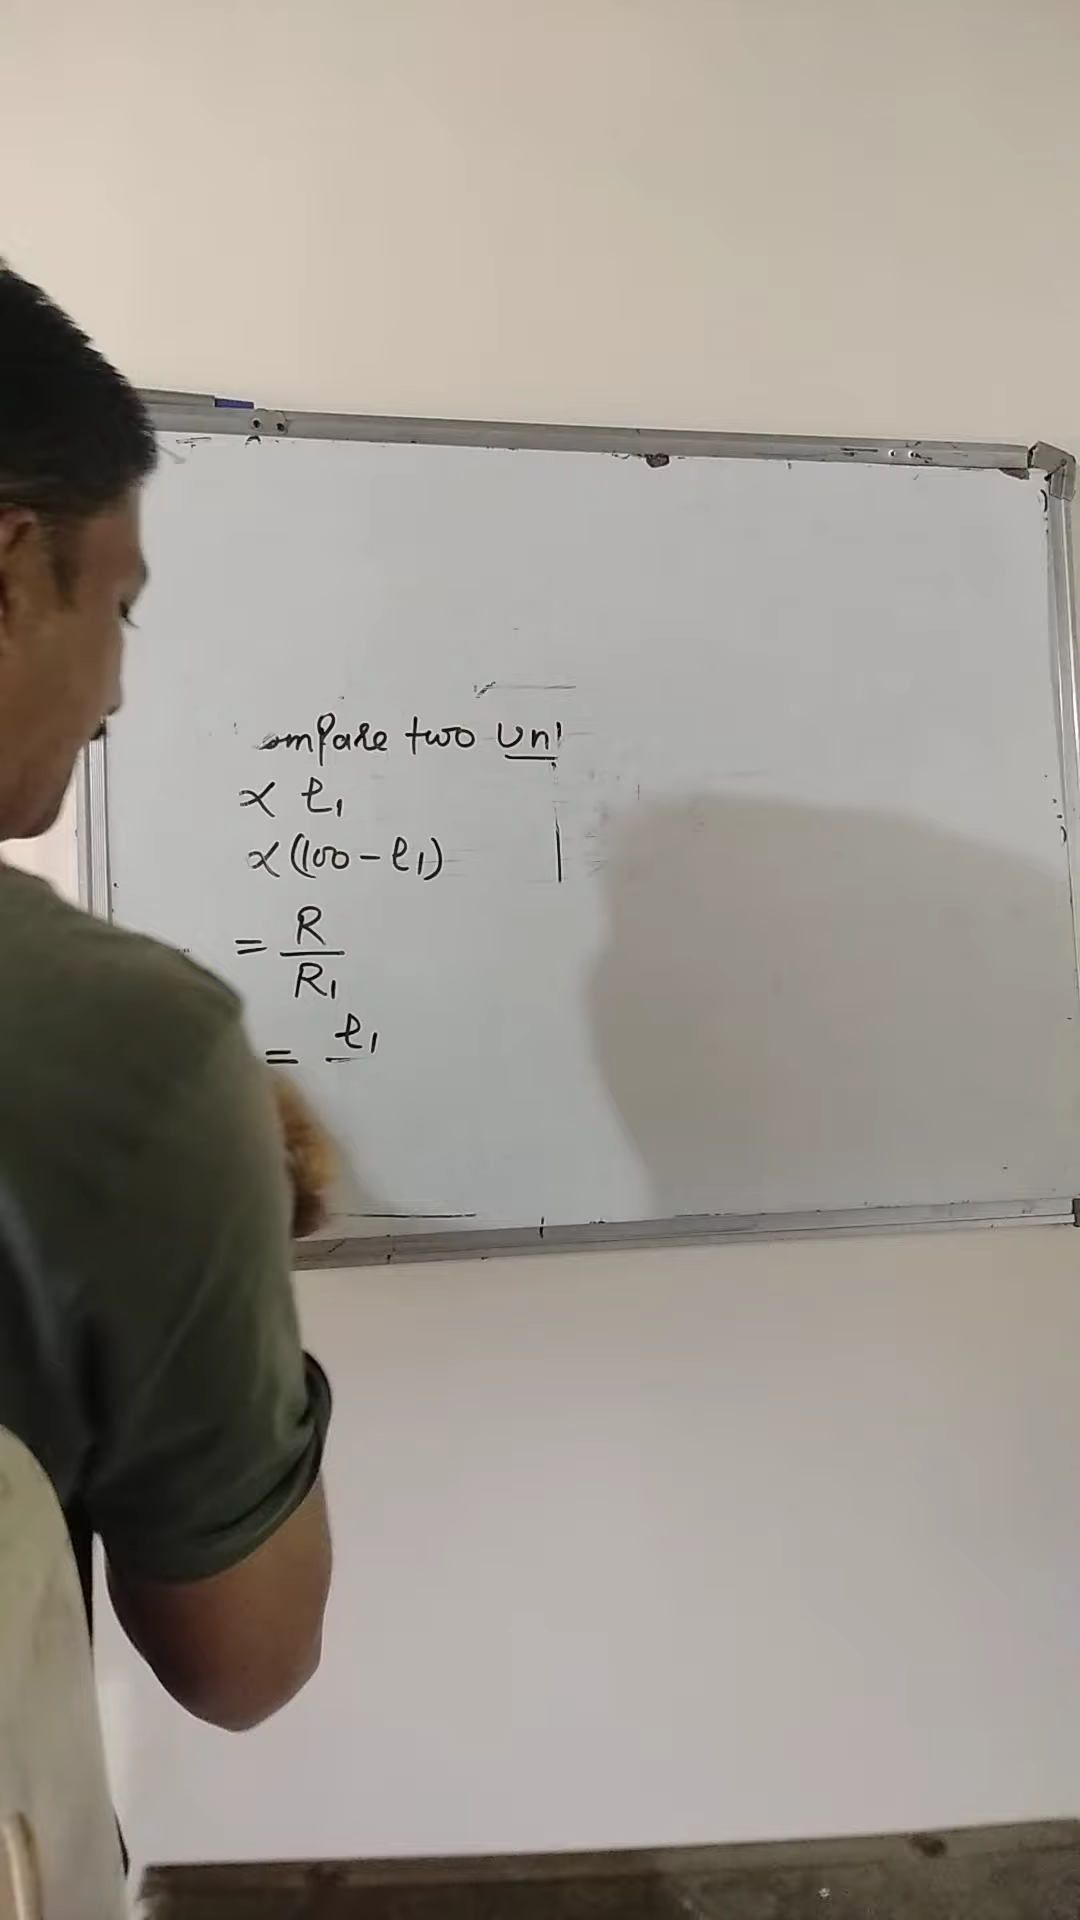 ompare two un
∝ l₁
∝ (100 - l₁)
= R / R₁
= l₁